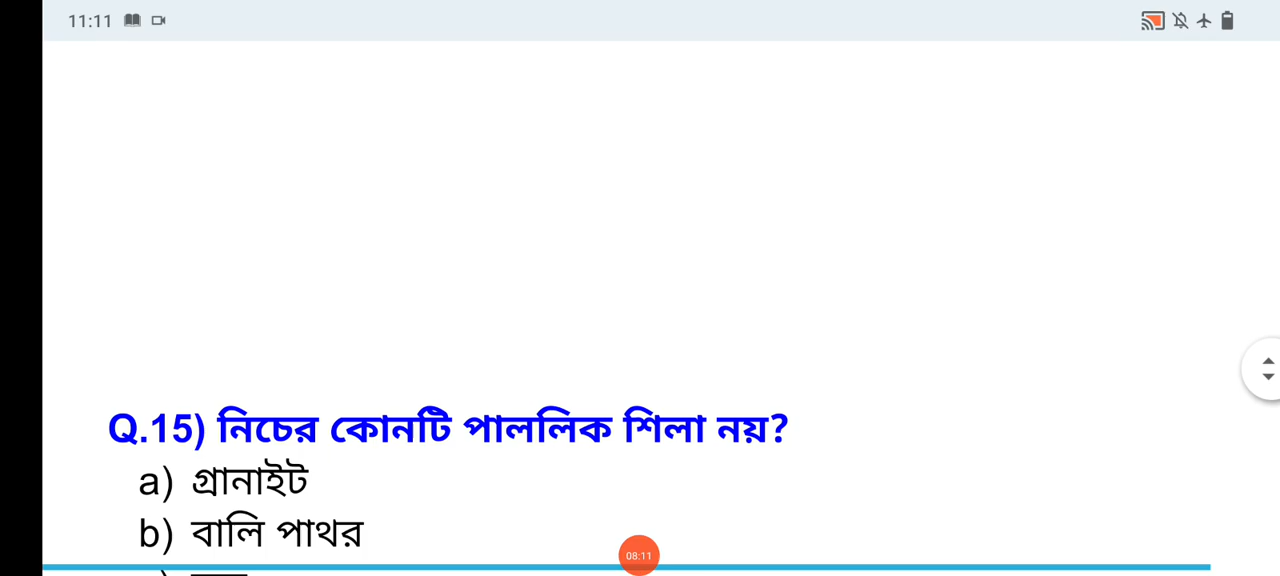 11:11
Q.15) নিচের কোনটি পাললিক শিলা নয়?
a) গ্রানাইট
b) বালি পাথর
08:11